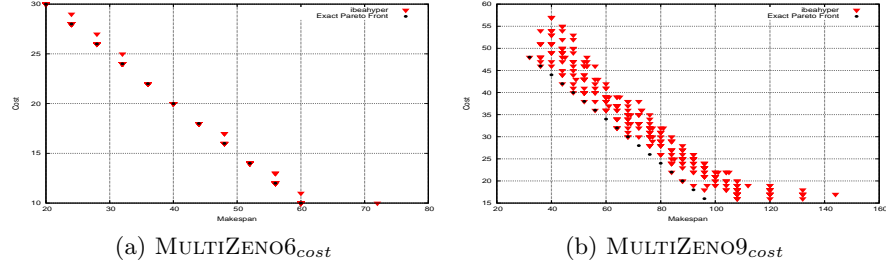 ibeahyper
Exact Pareto Front
30
25
20
15
10
Cost
20 30 40 50 60 70 80
Makespan
(a) MULTIZENO6cost
ibeahyper
Exact Pareto Front
60
55
50
45
40
35
30
25
20
15
Cost
40 60 80 100 120 140 160
Makespan
(b) MULTIZENO9cost